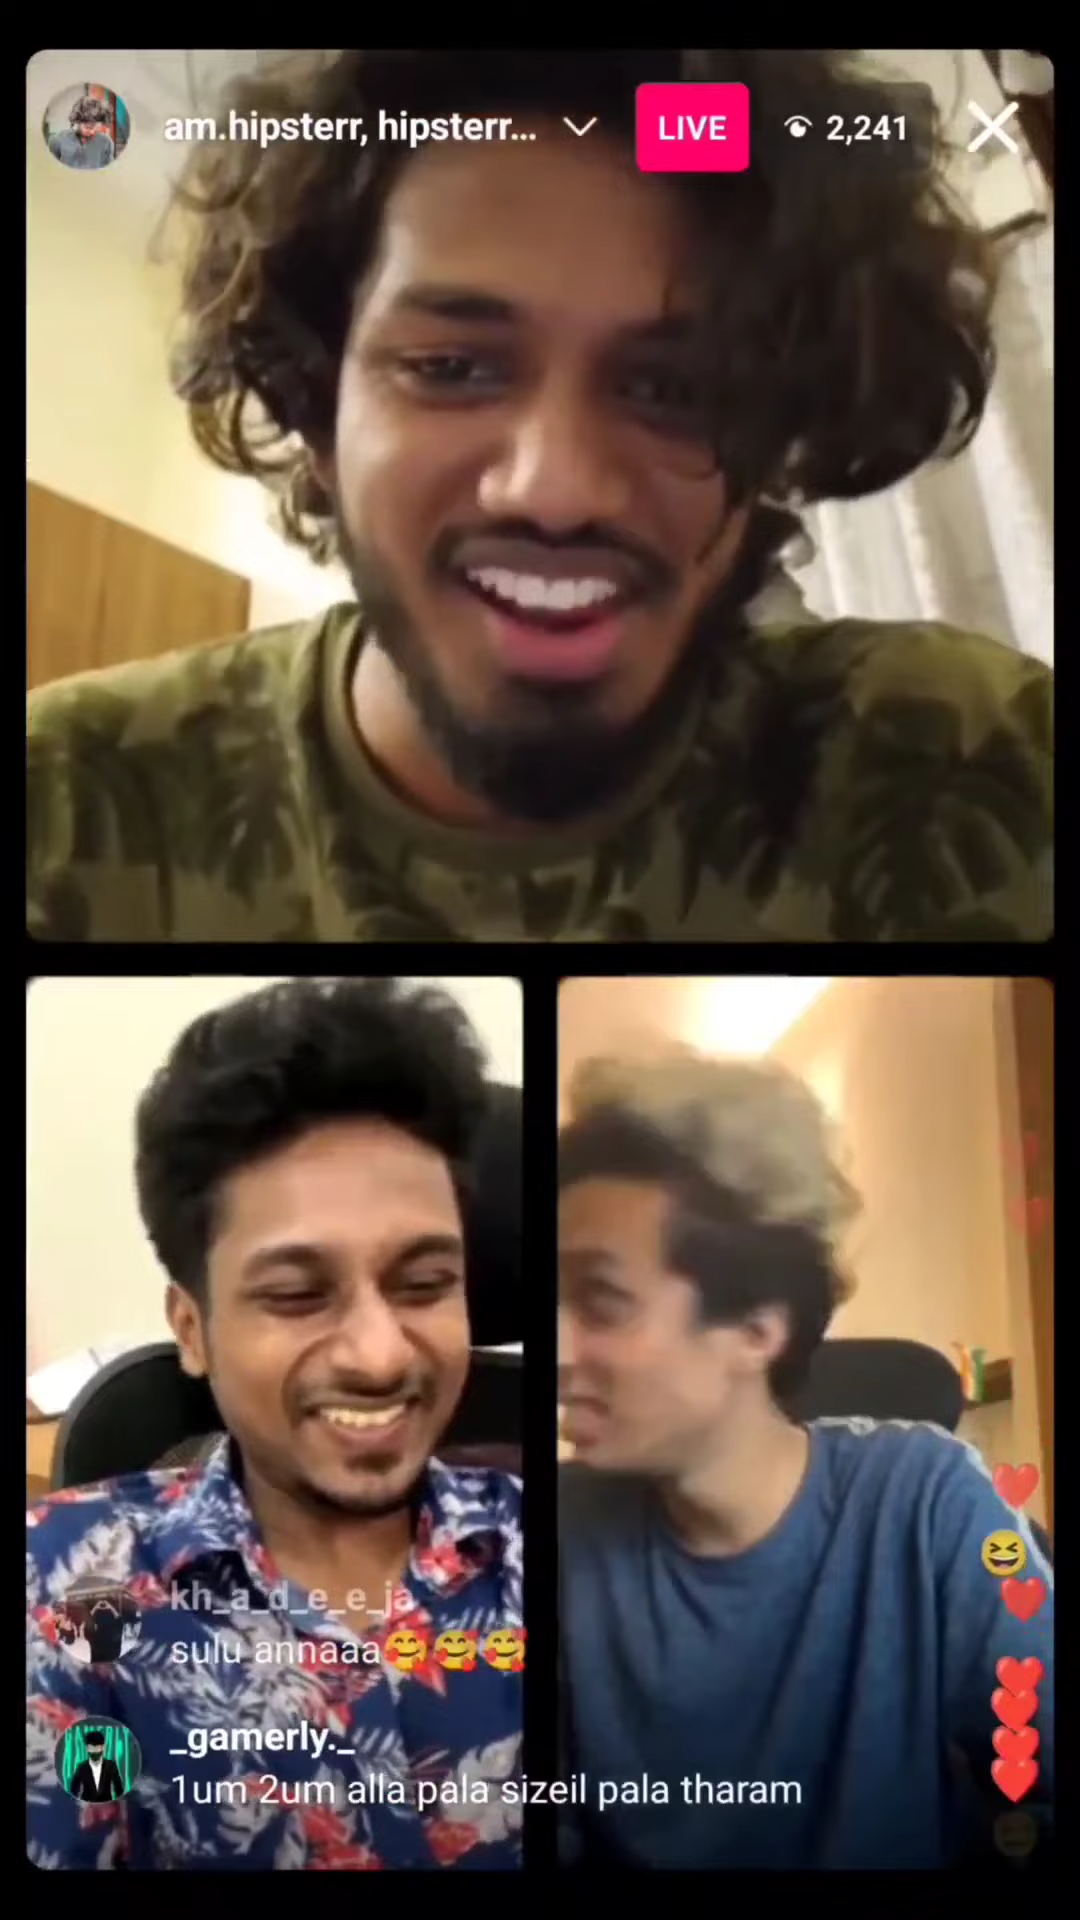 am.hipsterr, hipsterr...
LIVE
2,241
kh_a_d_e_e_ja
sulu annaaa🥰🥰🥰
_gamerly._
1um 2um alla pala sizeil pala tharam